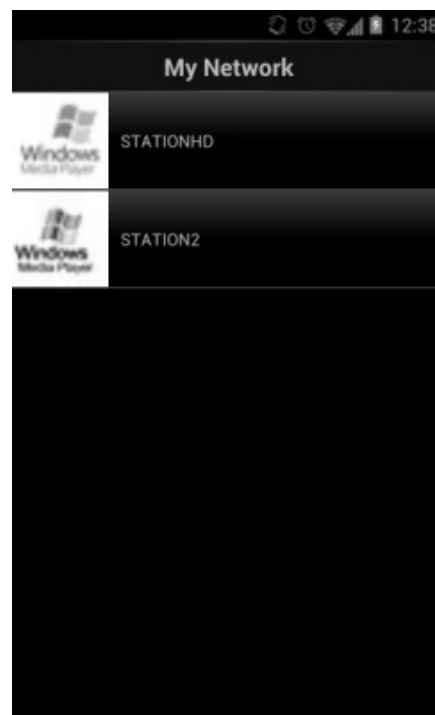 12:38
My Network
Windows
Media Player
STATIONHD
Windows
Media Player
STATION2